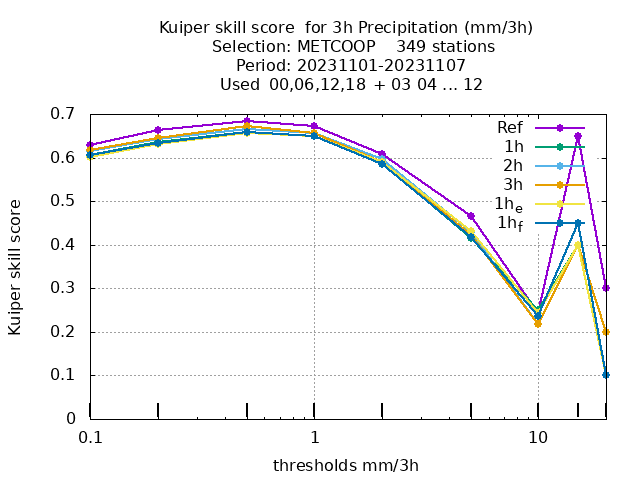 Kuiper skill score  for 3h Precipitation (mm/3h)
Selection: METCOOP    349 stations
Period: 20231101-20231107
Used 00,06,12,18 + 03 04 ... 12
Ref
1h
2h
3h
1he
1hf
0.7
0.6
0.5
0.4
0.3
0.2
0.1
0
Kuiper skill score
0.1 1 10
thresholds mm/3h